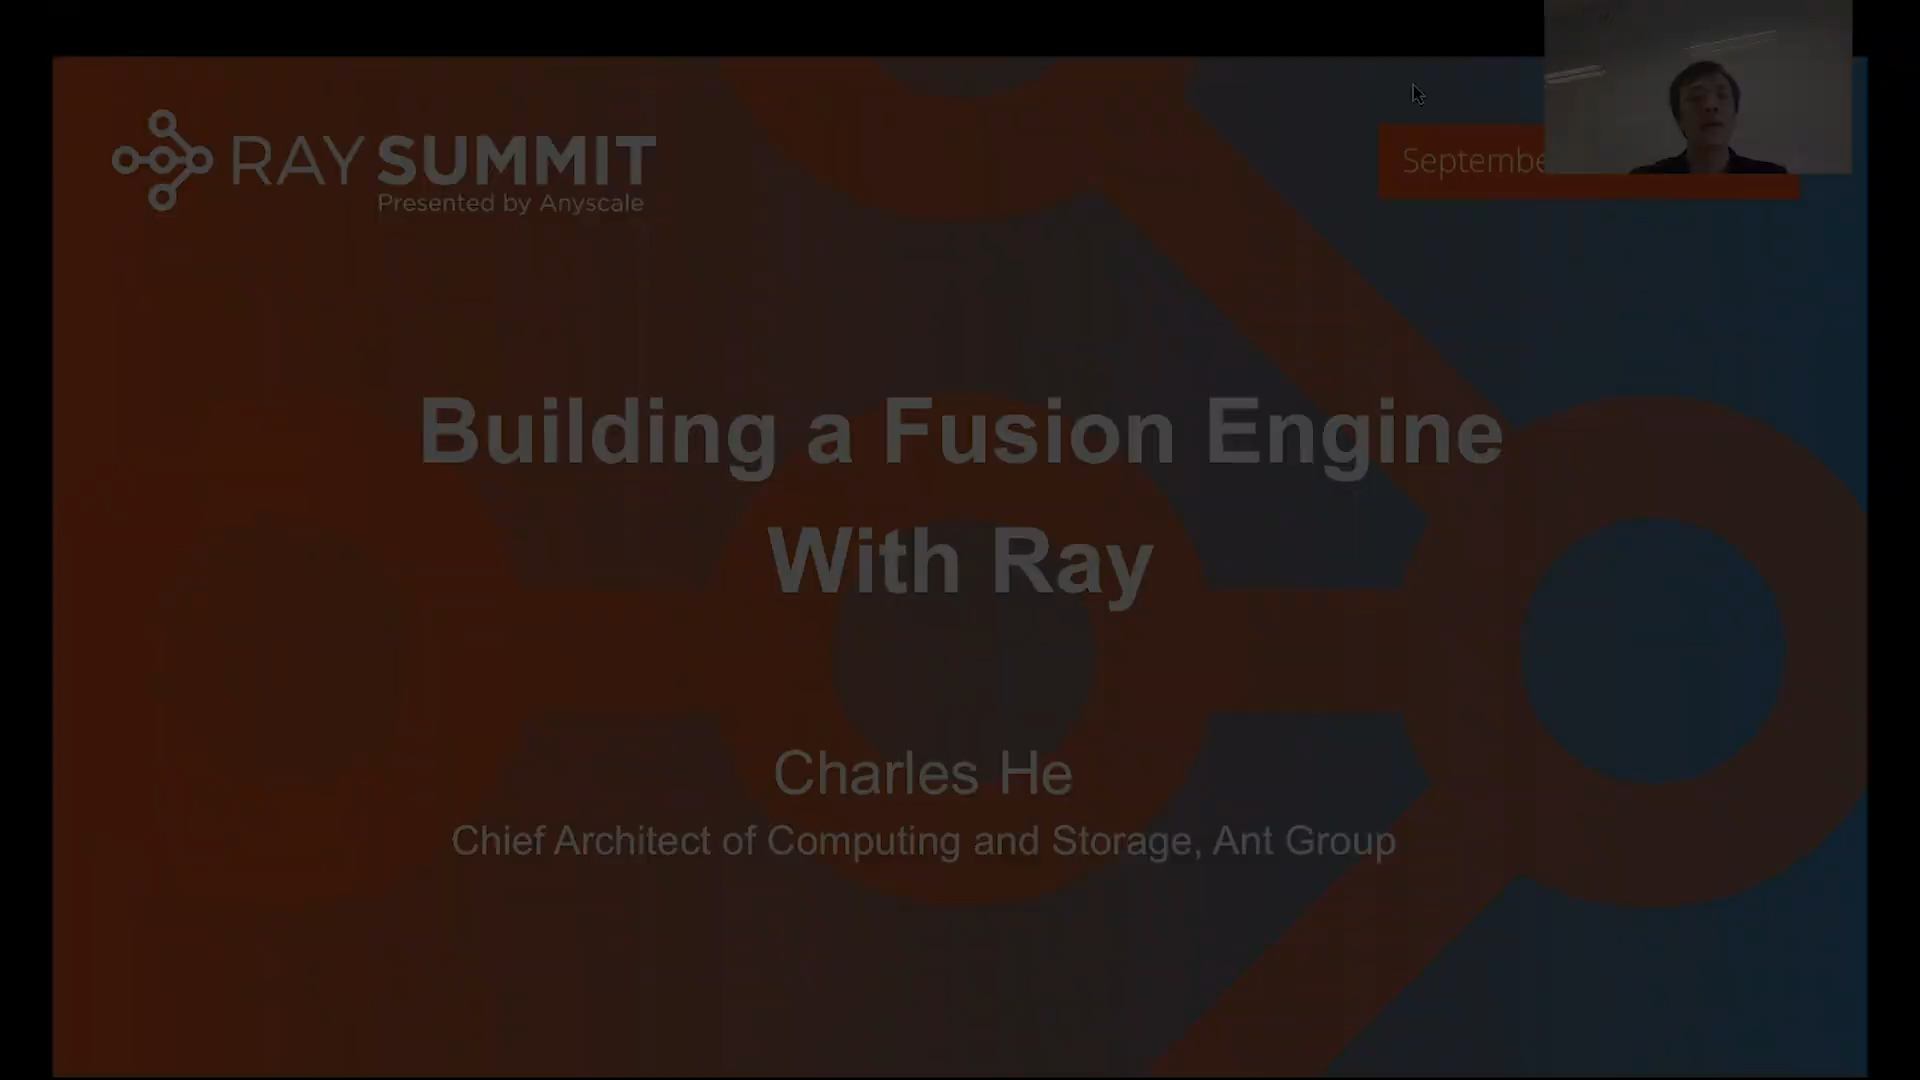 RAY SUMMIT
Presented by Anyscale
Septembe
Building a Fusion Engine
With Ray
Charles He
Chief Architect of Computing and Storage, Ant Group